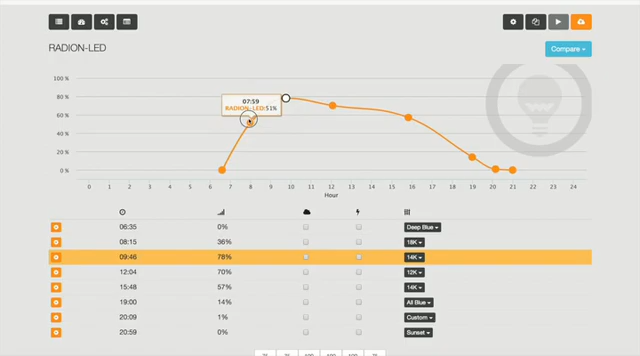 RADION-LED
Compare
100 %
80 %
60 %
40 %
20 %
0 %
07:59
RADION-LED:51%
0 1 2 3 4 5 6 7 8 9 10 11 12 13 14 15 16 17 18 19 20 21 22 23 24
Hour
06:35 0% Deep Blue
08:15 36% 18K
09:46 78% 14K
12:04 70% 12K
15:48 57% 14K
19:00 14% All Blue
20:09 1% Custom
20:59 0% Sunset